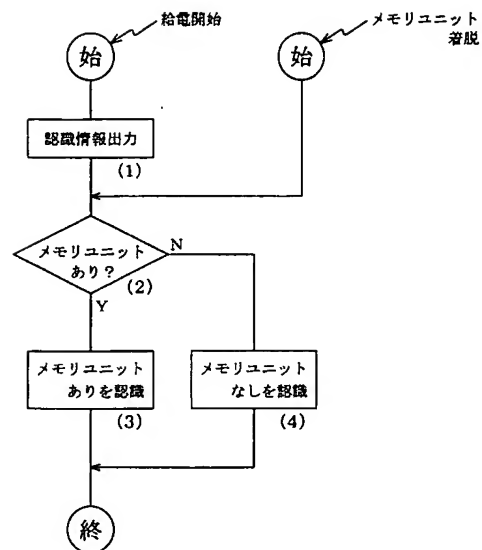 給電開始
メモリユニット
着脱
始
始
認識情報出力
(1)
メモリユニット
あり?
N
(2)
Y
メモリユニット
ありを認識
(3)
メモリユニット
なしを認識
(4)
終